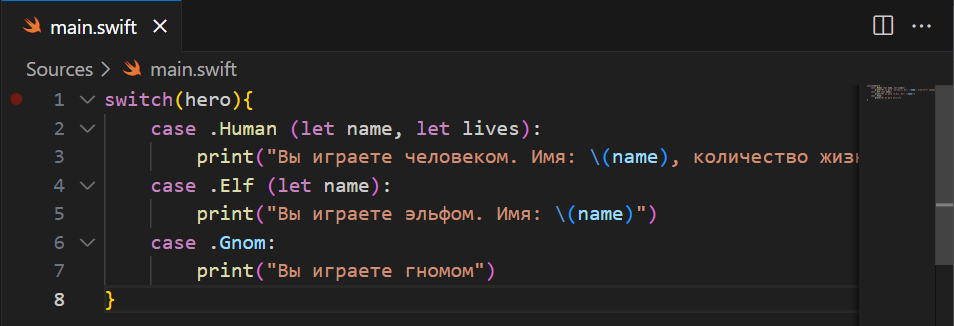 main.swift
Sources > main.swift
1 switch(hero){
2 case .Human (let name, let lives):
3 print("Вы играете человеком. Имя: \(name), количество
4 case .Elf (let name):
5 print("Вы играете эльфом. Имя: \(name)")
6 case .Gnom:
7 print("Вы играете гномом")
8 }